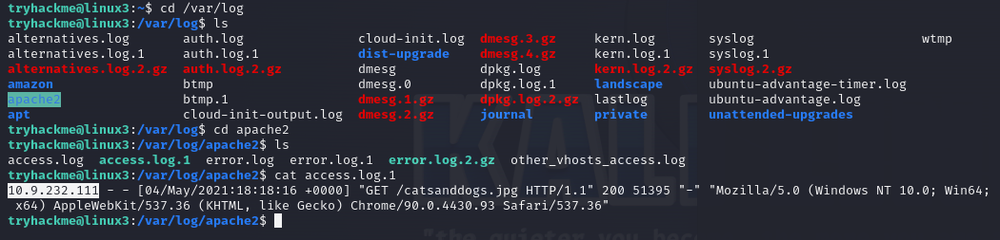 tryhackme@linux3:~$ cd /var/log
tryhackme@linux3:/var/log$ ls
alternatives.log auth.log cloud-init.log dmesg.3.gz kern.log syslog wtmp
alternatives.log.1 auth.log.1 dist-upgrade dmesg.4.gz kern.log.1 syslog.1
alternatives.log.2.gz auth.log.2.gz dmesg dpkg.log kern.log.2.gz syslog.2.gz
amazon btmp dmesg.0 dpkg.log.1 landscape ubuntu-advantage-timer.log
apache2 btmp.1 dmesg.1.gz dpkg.log.2.gz lastlog ubuntu-advantage.log
apt cloud-init-output.log dmesg.2.gz journal private unattended-upgrades
tryhackme@linux3:/var/log$ cd apache2
tryhackme@linux3:/var/log/apache2$ ls
access.log access.log.1 error.log error.log.1 error.log.2.gz other_vhosts_access.log
tryhackme@linux3:/var/log/apache2$ cat access.log.1
10.9.232.111 - - [04/May/2021:18:18:16 +0000] "GET /catsanddogs.jpg HTTP/1.1" 200 51395 "-" "Mozilla/5.0 (Windows NT 10.0; Win64;
x64) AppleWebKit/537.36 (KHTML, like Gecko) Chrome/90.0.4430.93 Safari/537.36"
tryhackme@linux3:/var/log/apache2$